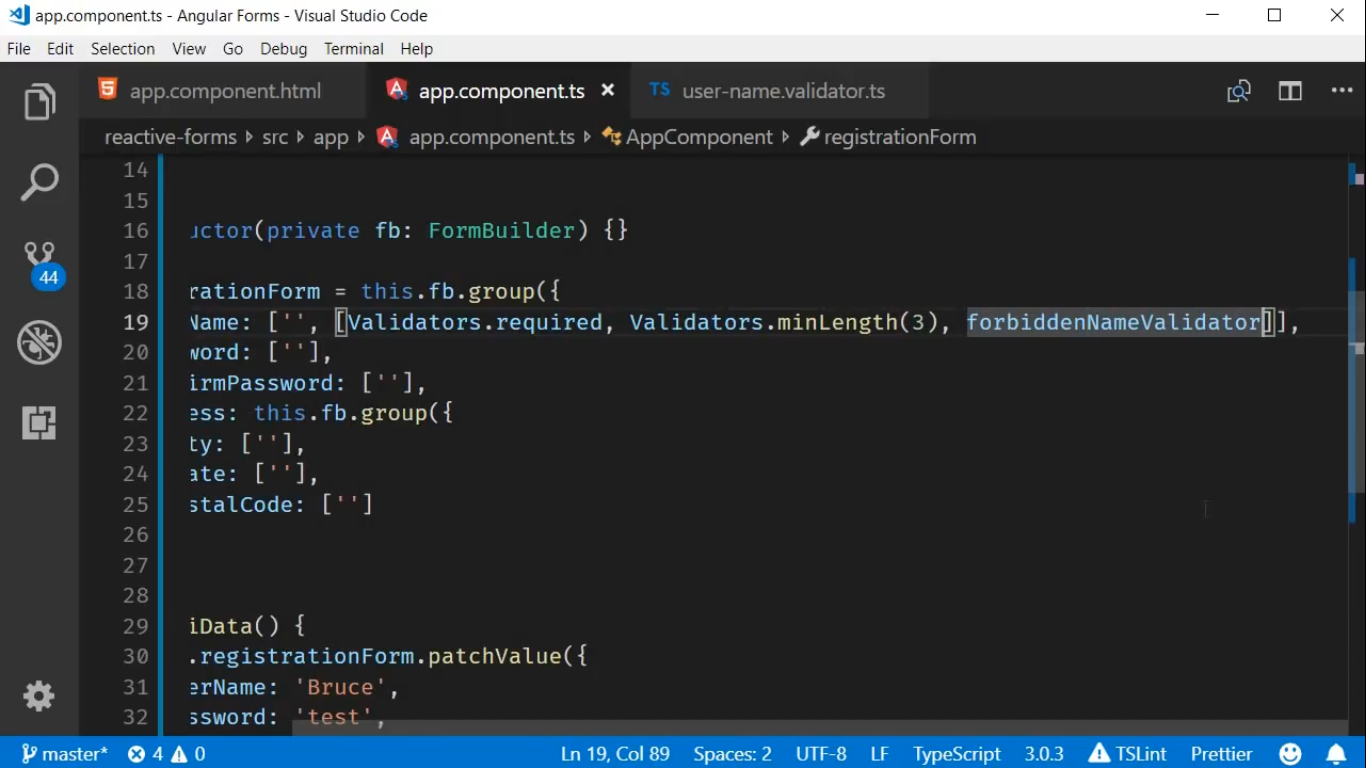 app.component.ts - Angular Forms - Visual Studio Code
File Edit Selection View Go Debug Terminal Help
app.component.html app.component.ts TS user-name.validator.ts
reactive-forms src app app.component.ts AppComponent registrationForm
14
15
16 uctor(private fb: FormBuilder) {}
17
18 rationForm = this.fb.group({
19 Name: ['', [Validators.required, Validators.minLength(3), forbiddenNameValidator]],
20 word: [''],
21 irmPassword: [''],
22 ess: this.fb.group({
23 ty: [''],
24 ate: [''],
25 stalCode: ['']
26
27
28
29 iData() {
30 .registrationForm.patchValue({
31 erName: 'Bruce',
32 ssword: 'test',
44
master* 4 0 Ln 19, Col 89 Spaces: 2 UTF-8 LF TypeScript 3.0.3 TSLint Prettier